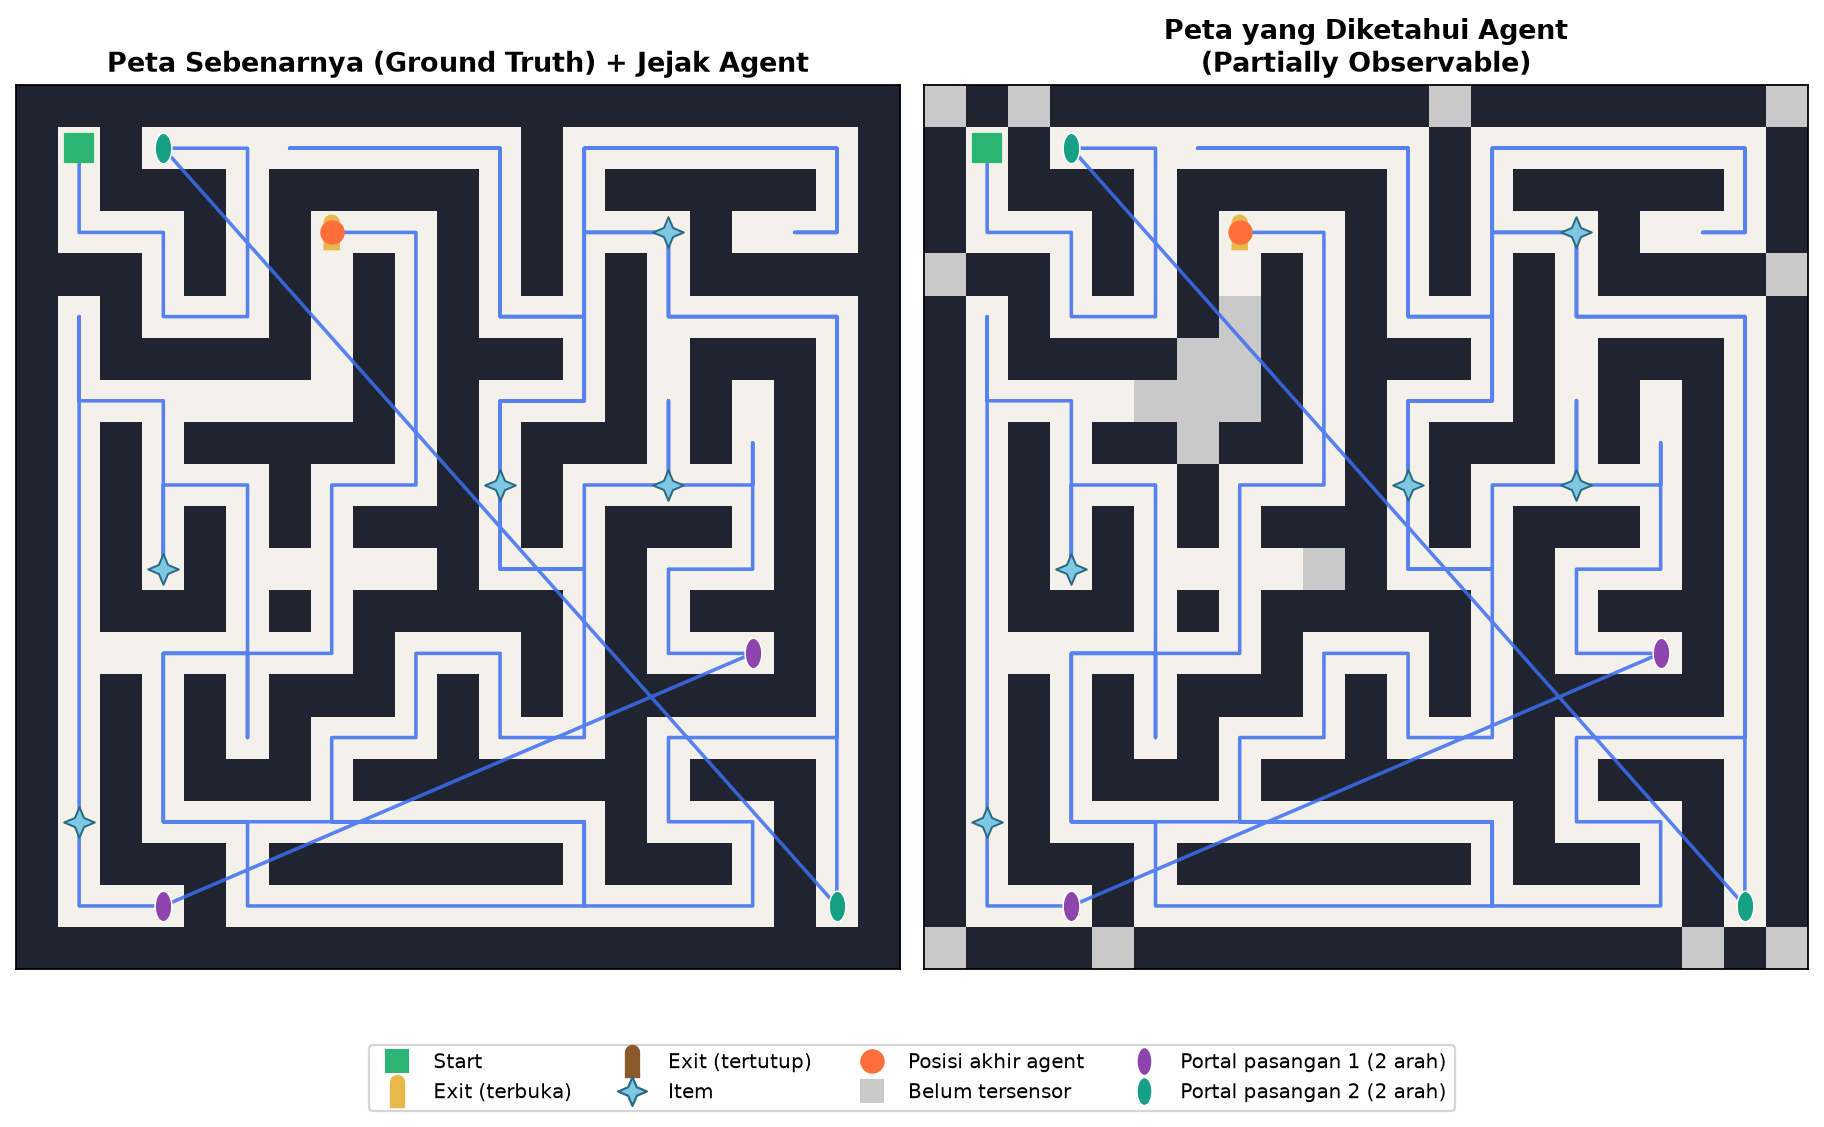 Peta Sebenarnya (Ground Truth) + Jejak Agent
Peta yang Diketahui Agent
(Partially Observable)
Start
Exit (terbuka)
Exit (tertutup)
Item
Posisi akhir agent
Belum tersensor
Portal pasangan 1 (2 arah)
Portal pasangan 2 (2 arah)